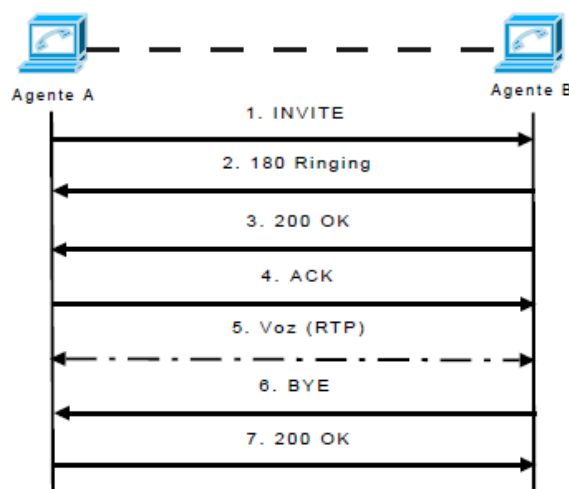 Agente A
Agente B
1. INVITE
2. 180 Ringing
3. 200 OK
4. ACK
5. Voz (RTP)
6. BYE
7. 200 OK